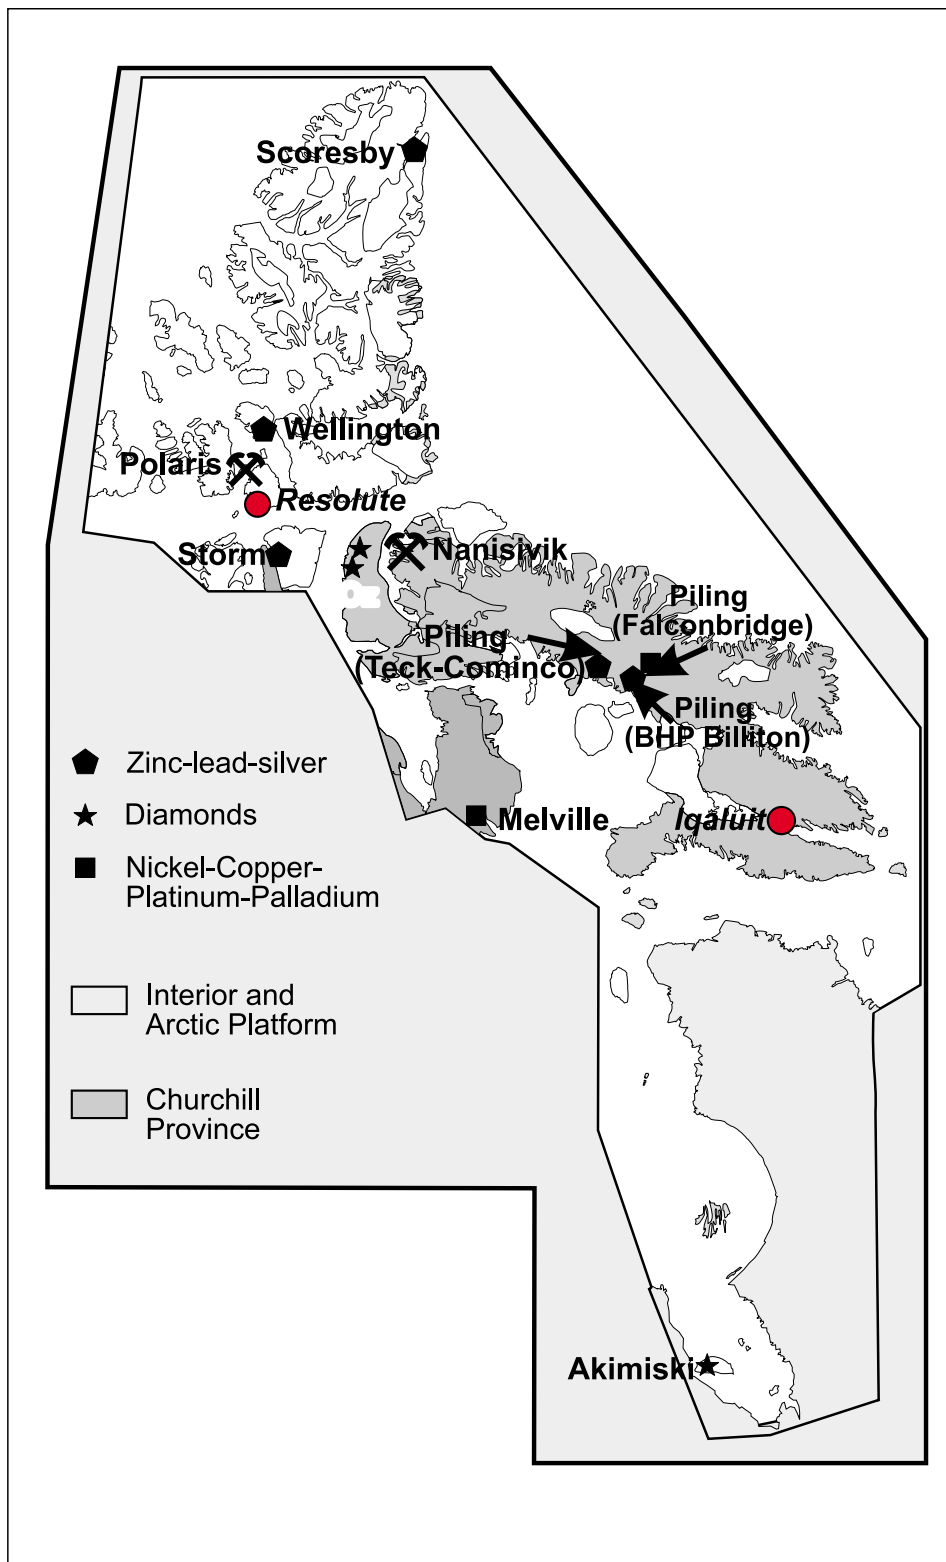 Scoresby
Wellington
Polaris
Resolute
Storm
Nanisivik
Piling
(Falconbridge)
Piling
(Teck-Cominco)
Piling
(BHP Billiton)
Zinc-lead-silver
Diamonds
Melville
Iqaluit
Nickel-Copper-
Platinum-Palladium
Interior and
Arctic Platform
Churchill
Province
Akimiski